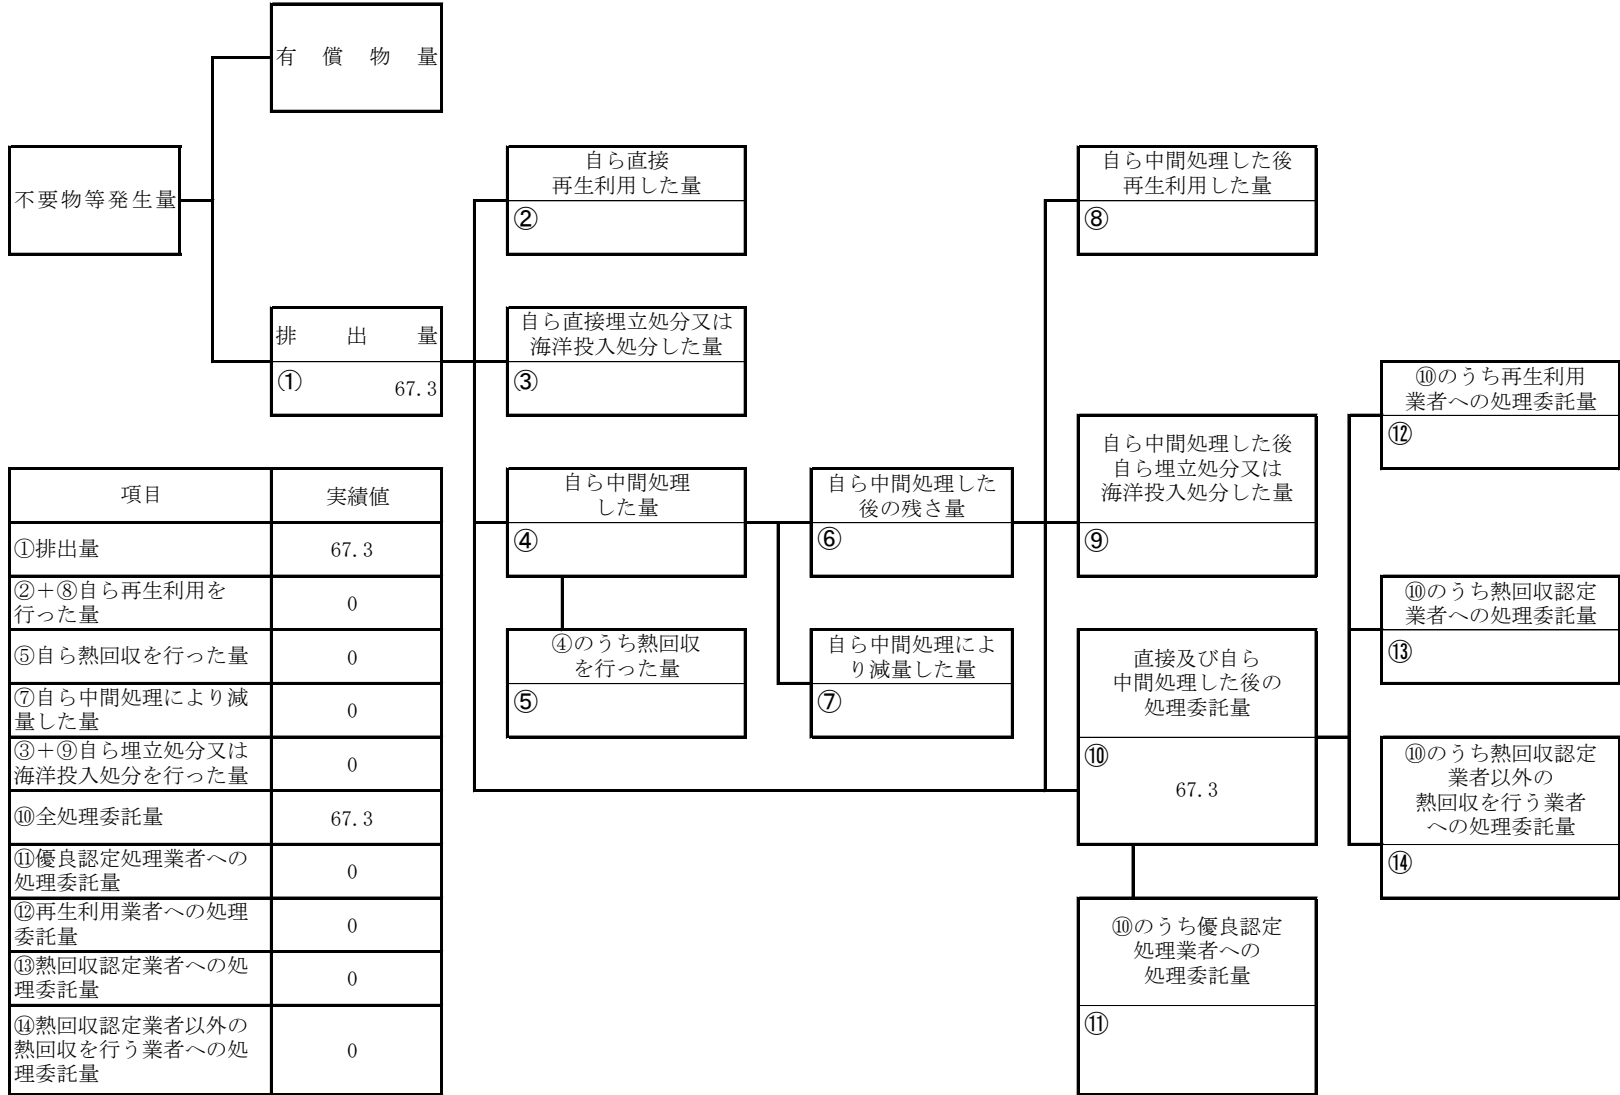 有償物量
不要物等発生量
排出量
① 67.3
自ら直接
再生利用した量
②
自ら直接埋立処分又は
海洋投入処分した量
③
自ら中間処理
した量
④
④のうち熱回収
を行った量
⑤
自ら中間処理した
後の残さ量
⑥
自ら中間処理によ
り減量した量
⑦
自ら中間処理した後
再生利用した量
⑧
自ら中間処理した後
自ら埋立処分又は
海洋投入処分した量
⑨
直接及び自ら
中間処理した後の
処理委託量
⑩
67.3
⑩のうち優良認定
処理業者への
処理委託量
⑪
⑩のうち再生利用
業者への処理委託量
⑫
⑩のうち熱回収認定
業者への処理委託量
⑬
⑩のうち熱回収認定
業者以外の
熱回収を行う業者
への処理委託量
⑭
項目 実績値
①排出量 67.3
②+⑧自ら再生利用を
行った量 0
⑤自ら熱回収を行った量 0
⑦自ら中間処理により減
量した量 0
③+⑨自ら埋立処分又は
海洋投入処分を行った量 0
⑩全処理委託量 67.3
⑪優良認定処理業者への
処理委託量 0
⑫再生利用業者への処理
委託量 0
⑬熱回収認定業者への処
理委託量 0
⑭熱回収認定業者以外の
熱回収を行う業者への処
理委託量 0